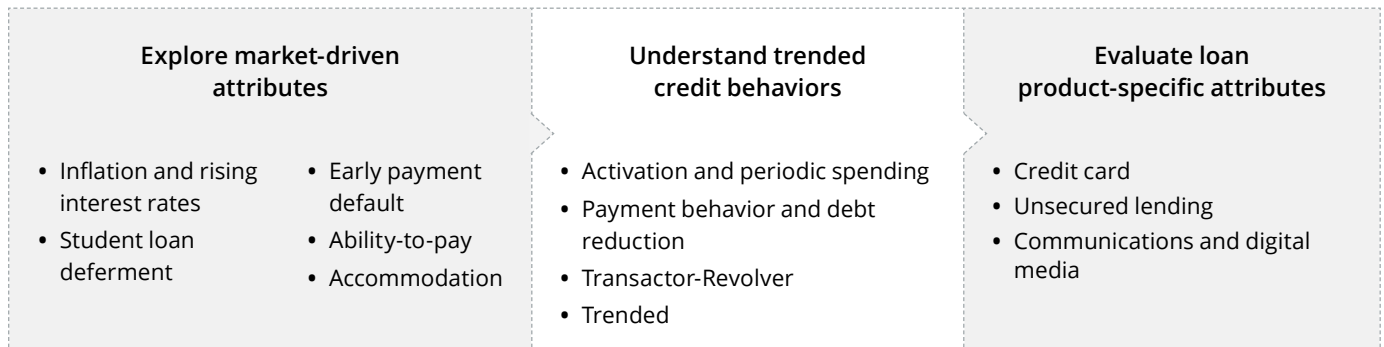 Explore market-driven
attributes
• Inflation and rising
interest rates
• Student loan
deferment
• Early payment
default
• Ability-to-pay
• Accommodation
Understand trended
credit behaviors
• Activation and periodic spending
• Payment behavior and debt
reduction
• Transactor-Revolver
• Trended
Evaluate loan
product-specific attributes
• Credit card
• Unsecured lending
• Communications and digital
media